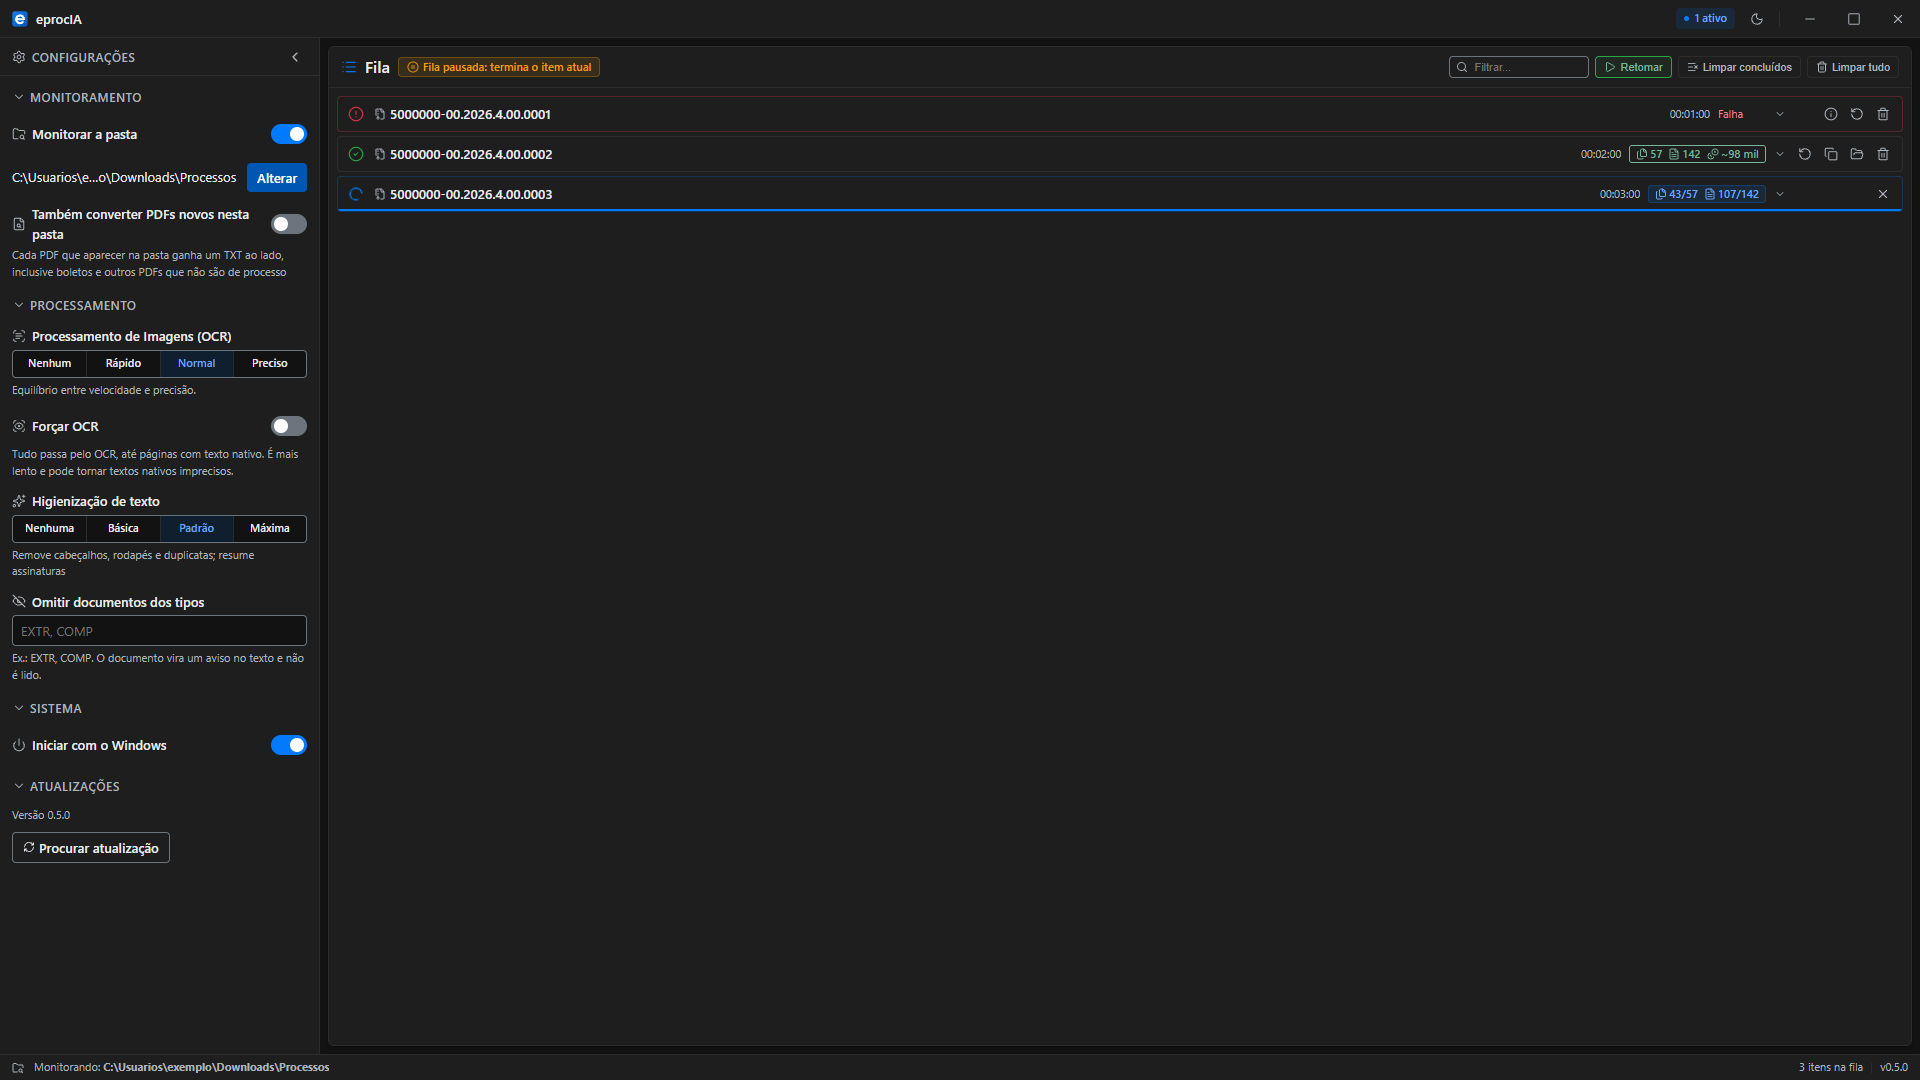 eprocIA
1 ativo
CONFIGURAÇÕES
MONITORAMENTO
Monitorar a pasta
C:\Usuarios\e...o\Downloads\Processos
Alterar
Também converter PDFs novos nesta
pasta
Cada PDF que aparecer na pasta ganha um TXT ao lado,
inclusive boletos e outros PDFs que não são de processo
PROCESSAMENTO
Processamento de Imagens (OCR)
Nenhum Rápido Normal Preciso
Equilíbrio entre velocidade e precisão.
Forçar OCR
Tudo passa pelo OCR, até páginas com texto nativo. É mais
lento e pode tornar textos nativos imprecisos.
Higienização de texto
Nenhuma Básica Padrão Máxima
Remove cabeçalhos, rodapés e duplicatas; resume
assinaturas
Omitir documentos dos tipos
EXTR, COMP
Ex.: EXTR, COMP. O documento vira um aviso no texto e não
é lido.
SISTEMA
Iniciar com o Windows
ATUALIZAÇÕES
Versão 0.5.0
Procurar atualização
Fila
Fila pausada: termina o item atual
Filtrar...
Retomar
Limpar concluídos
Limpar tudo
5000000-00.2026.4.00.0001 00:01:00 Falha
5000000-00.2026.4.00.0002 00:02:00 57 142 ~98 mil
5000000-00.2026.4.00.0003 00:03:00 43/57 107/142
Monitorando: C:\Usuarios\exemplo\Downloads\Processos
3 itens na fila
v0.5.0